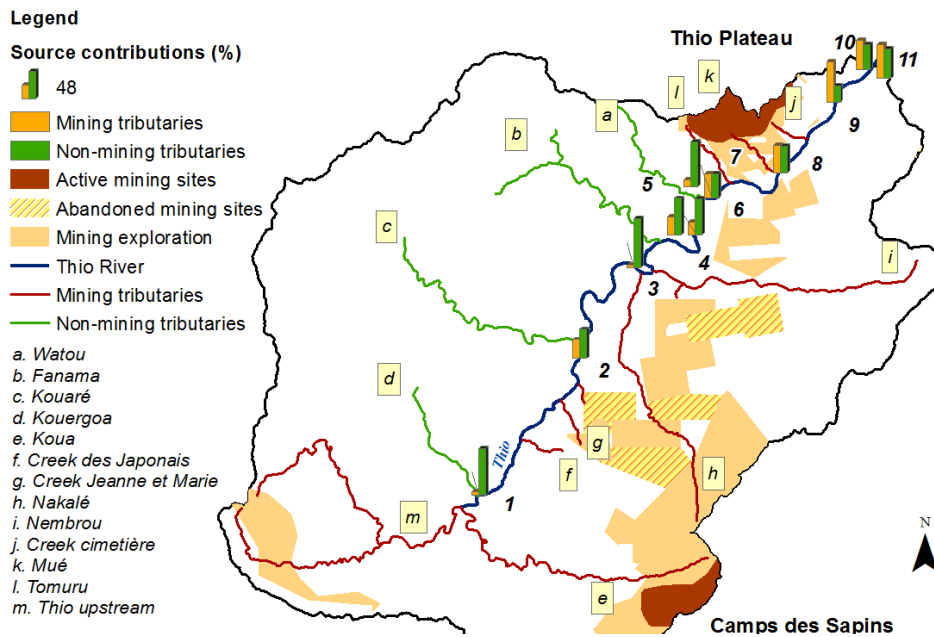 Legend
Source contributions (%)
48
Mining tributaries
Non-mining tributaries
Active mining sites
Abandoned mining sites
Mining exploration
Thio River
Mining tributaries
Non-mining tributaries
a. Watou
b. Fanama
c. Kouaré
d. Kouergoa
e. Koua
f. Creek des Japonais
g. Creek Jeanne et Marie
h. Nakalé
i. Nembrou
j. Creek cimetière
k. Mué
l. Tomuru
m. Thio upstream
Thio Plateau
10
11
k
l
j
a
b
9
7
8
5
6
c
i
4
3
d
2
g
Thio
f
h
1
m
N
e
Camps des Sapins